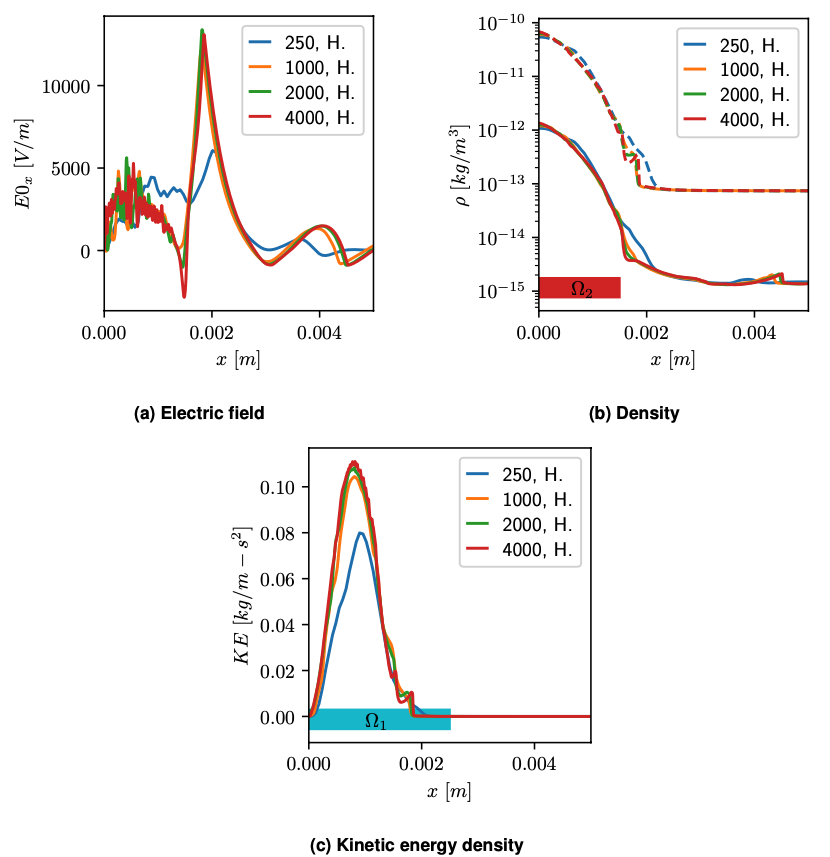 250, H.
1000, H.
2000, H.
4000, H.
10000
5000
0
E0ₓ [V/m]
0.000 0.002 0.004
x [m]
(a) Electric field
250, H.
1000, H.
2000, H.
4000, H.
10⁻¹⁰
10⁻¹¹
10⁻¹²
10⁻¹³
10⁻¹⁴
10⁻¹⁵
ρ [kg/m³]
Ω₂
0.000 0.002 0.004
x [m]
(b) Density
250, H.
1000, H.
2000, H.
4000, H.
0.10
0.08
0.06
0.04
0.02
0.00
KE [kg/m − s²]
Ω₁
0.000 0.002 0.004
x [m]
(c) Kinetic energy density